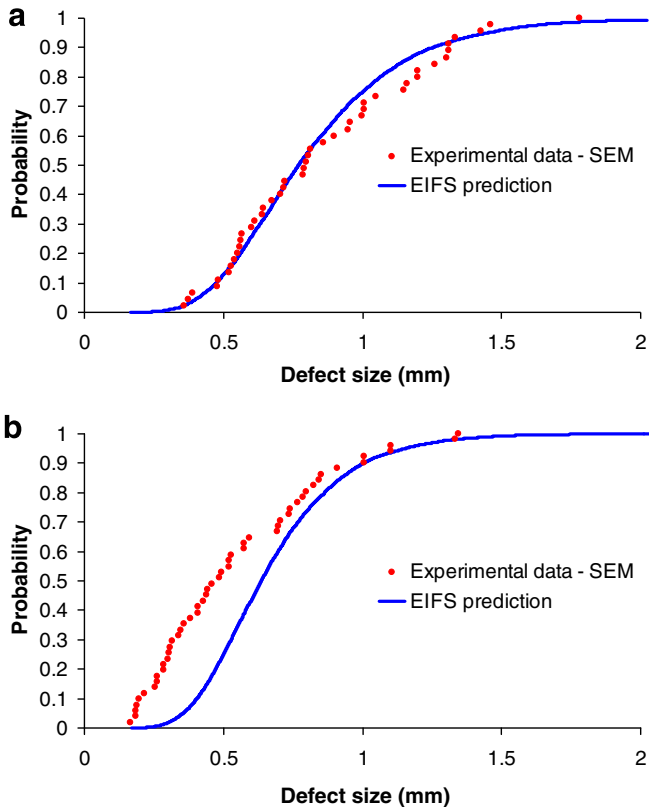 a
1
0.9
0.8
0.7
0.6
0.5
0.4
0.3
0.2
0.1
0
Probability
Experimental data - SEM
EIFS prediction
0 0.5 1 1.5 2
Defect size (mm)
b
1
0.9
0.8
0.7
0.6
0.5
0.4
0.3
0.2
0.1
0
Probability
Experimental data - SEM
EIFS prediction
0 0.5 1 1.5 2
Defect size (mm)